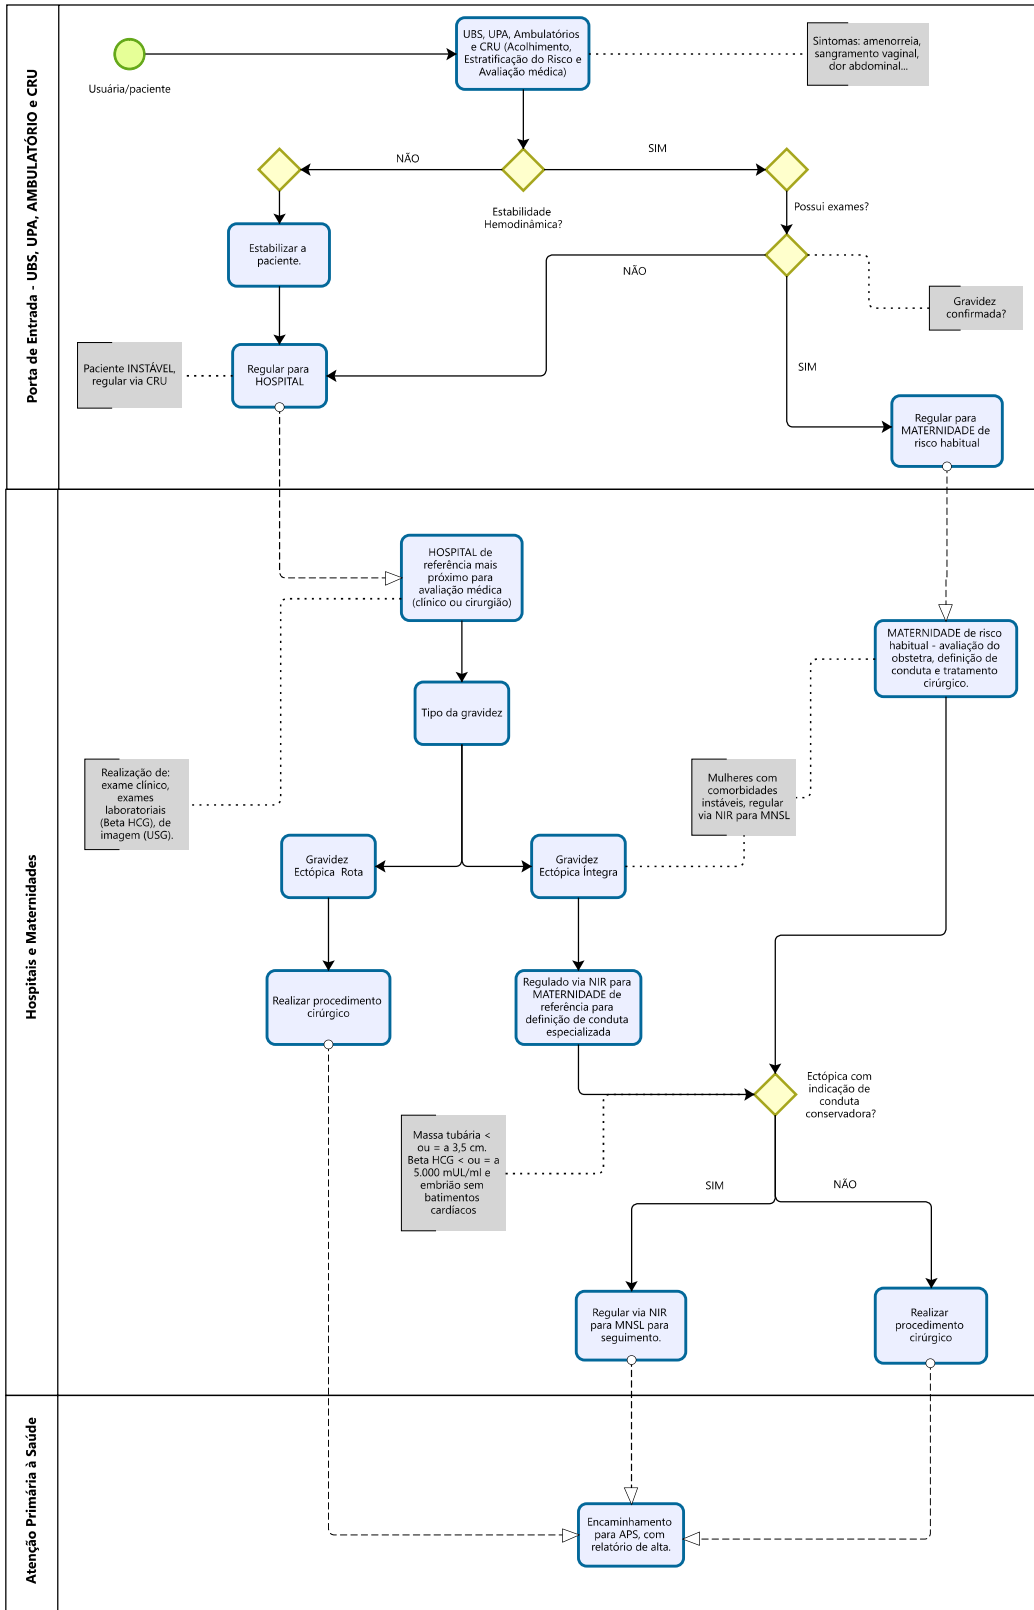 Porta de Entrada - UBS, UPA, AMBULATÓRIO e CRU
Usuária/paciente
UBS, UPA, Ambulatórios
e CRU (Acolhimento,
Estratificação do Risco e
Avaliação médica)
Sintomas: amenorreia,
sangramento vaginal,
dor abdominal...
NÃO
SIM
Estabilidade
Hemodinâmica?
Possui exames?
Estabilizar a
paciente.
NÃO
Gravidez
confirmada?
Paciente INSTÁVEL,
regular via CRU
Regular para
HOSPITAL
SIM
Regular para
MATERNIDADE de
risco habitual
Hospitais e Maternidades
HOSPITAL de
referência mais
próximo para
avaliação médica
(clínico ou cirurgião)
MATERNIDADE de risco
habitual - avaliação do
obstetra, definição de
conduta e tratamento
cirúrgico.
Tipo da gravidez
Realização de:
exame clínico,
exames
laboratoriais
(Beta HCG), de
imagem (USG).
Mulheres com
comorbidades
instáveis, regular
via NIR para MNSL
Gravidez
Ectópica Rota
Gravidez
Ectópica Íntegra
Realizar procedimento
cirúrgico
Regulado via NIR para
MATERNIDADE de
referência para
definição de conduta
especializada
Ectópica com
indicação de
conduta
conservadora?
Massa tubária <
ou = a 3,5 cm.
Beta HCG < ou = a
5.000 mUL/ml e
embrião sem
batimentos
cardíacos
SIM
NÃO
Regular via NIR
para MNSL para
seguimento.
Realizar
procedimento
cirúrgico
Atenção Primária à Saúde
Encaminhamento
para APS, com
relatório de alta.